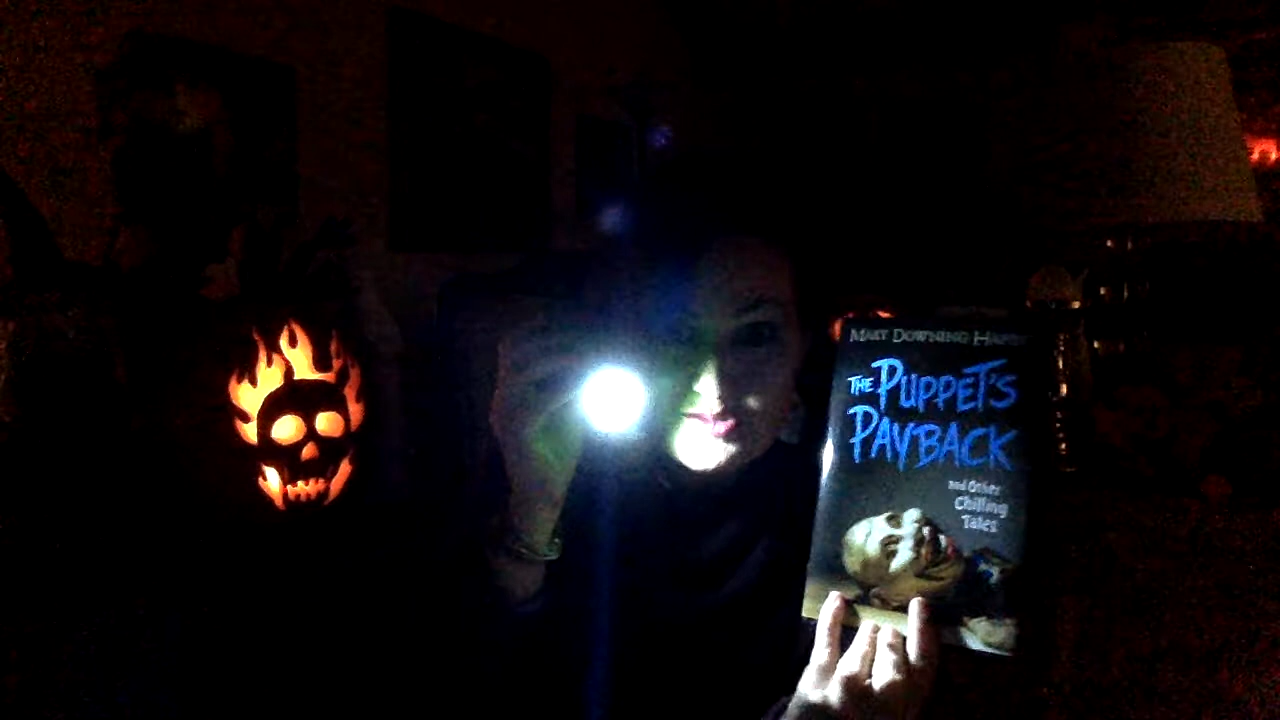 MARY DOWNING HAHN
THE PUPPET'S
PAYBACK
and Other
Chilling
Tales